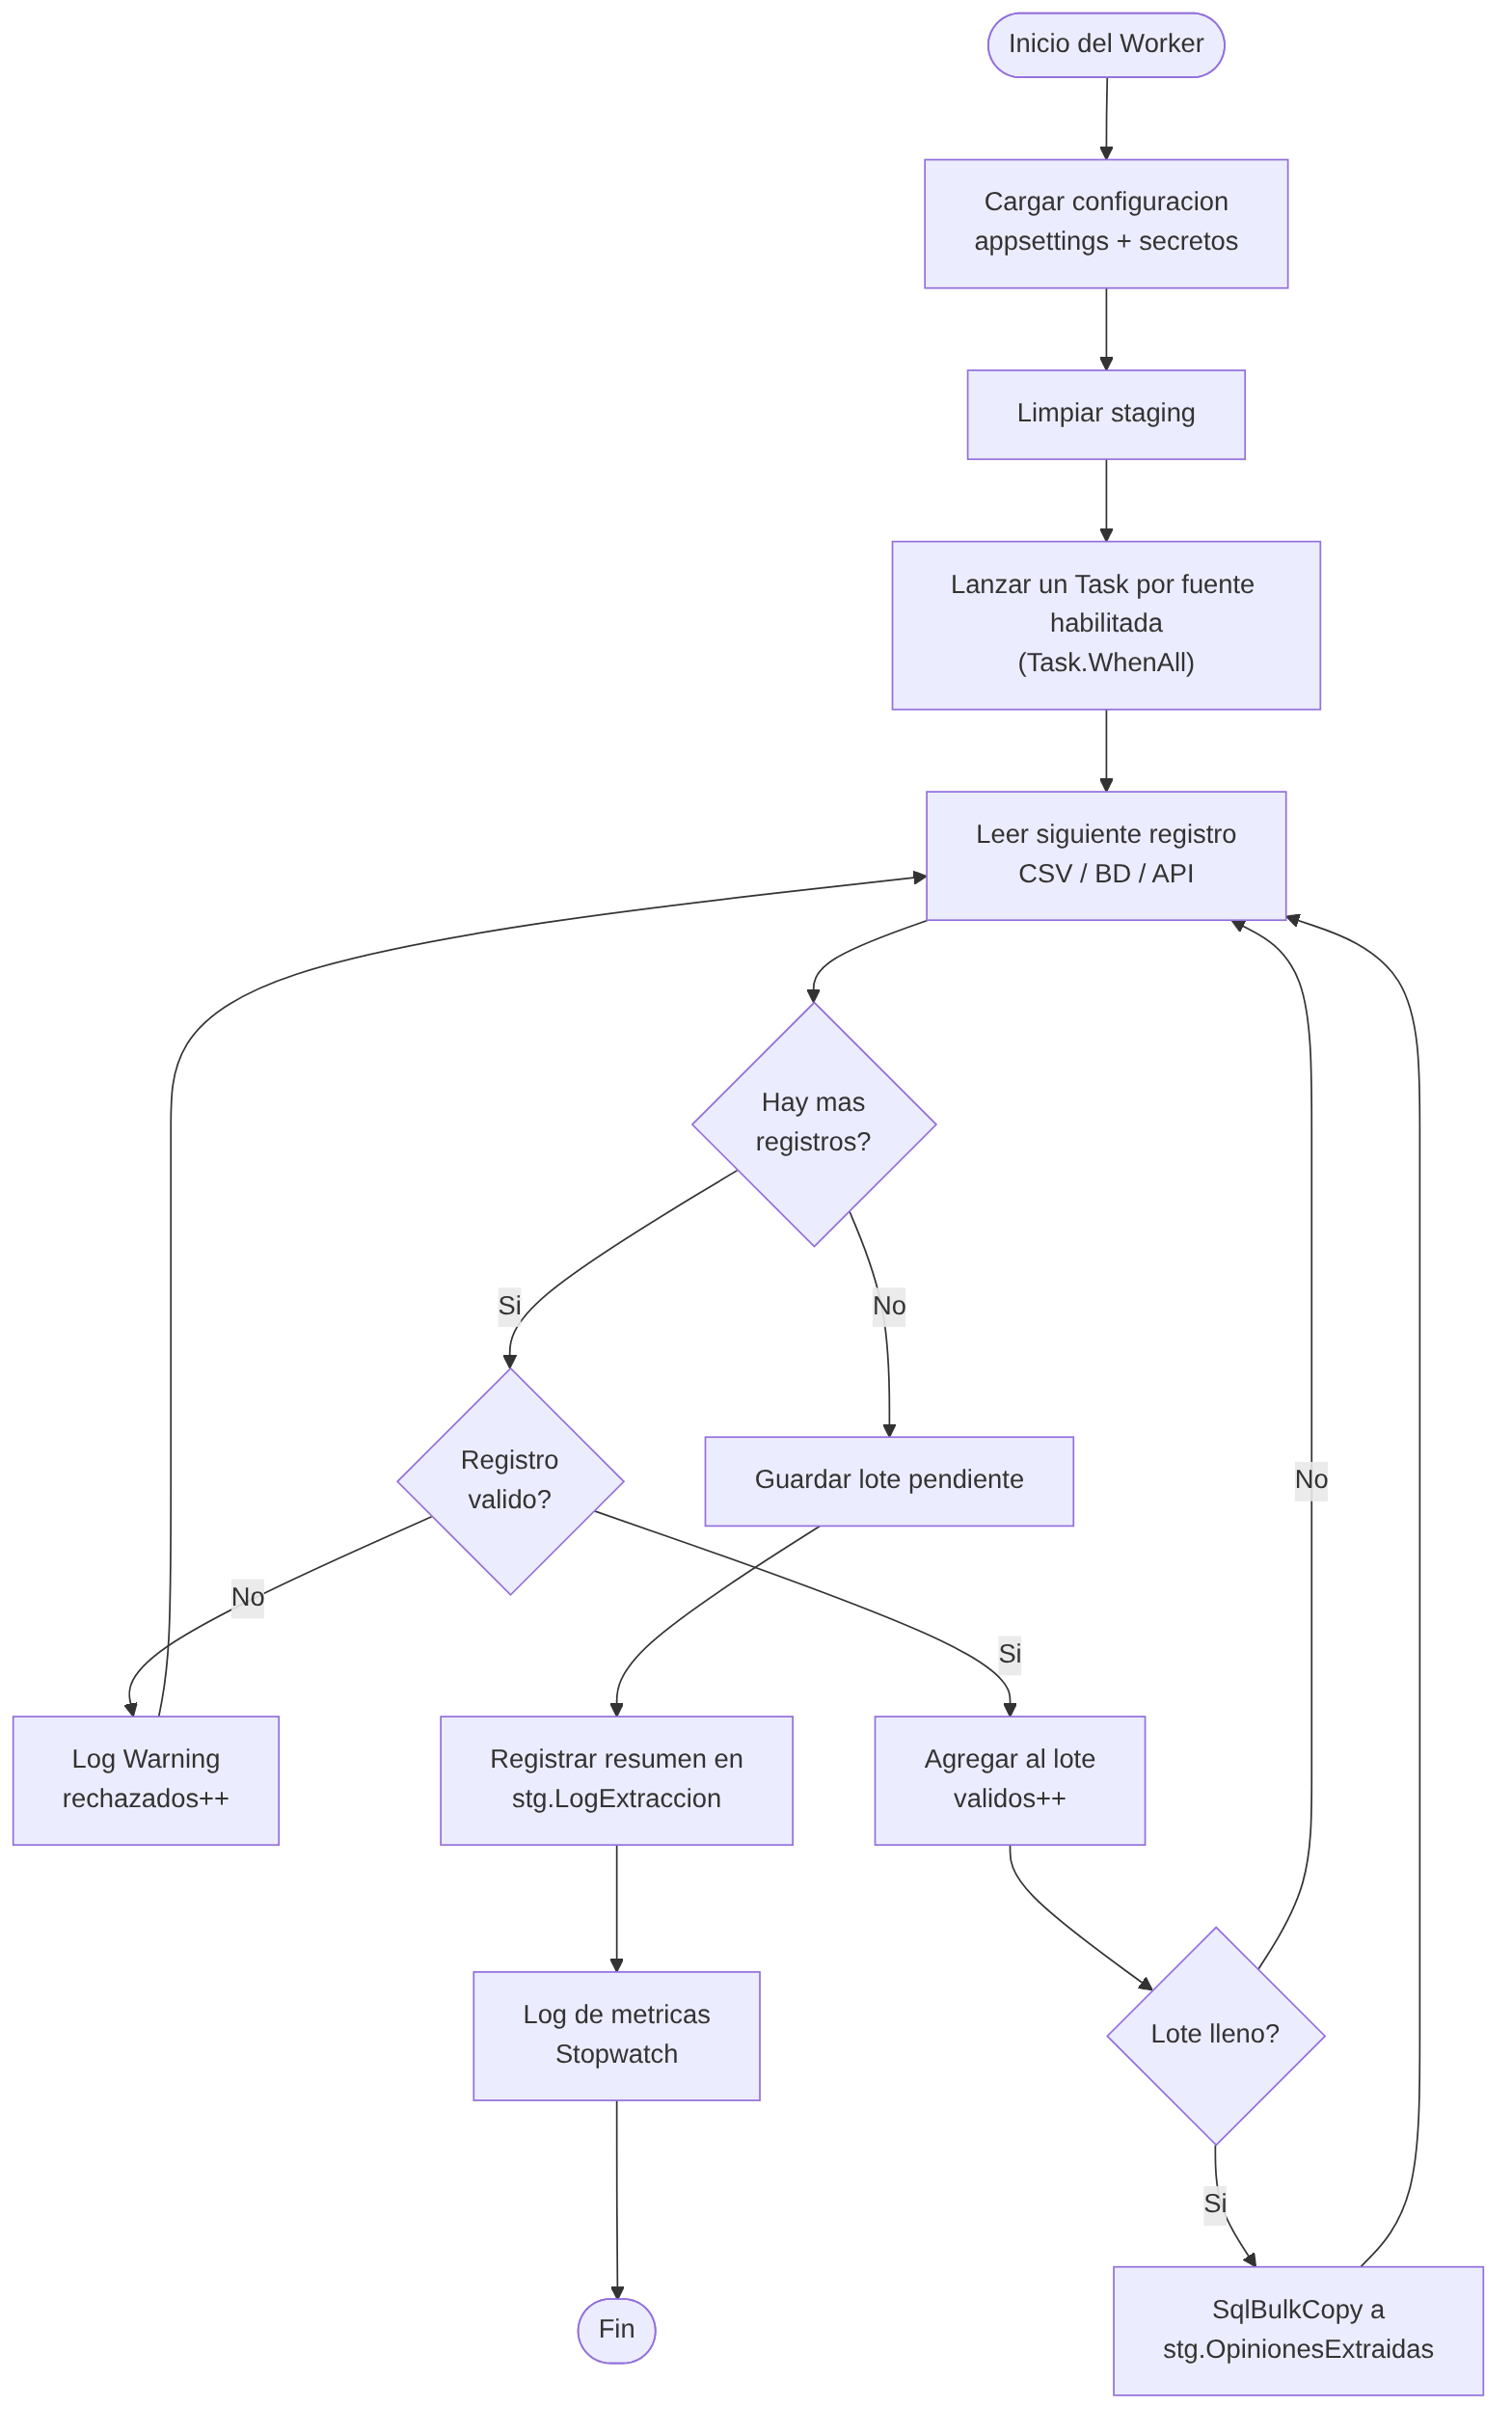 Inicio del Worker
Cargar configuracion
appsettings + secretos
Limpiar staging
Lanzar un Task por fuente
habilitada
(Task.WhenAll)
Leer siguiente registro
CSV / BD / API
Hay mas
registros?
Si
No
Registro
valido?
Guardar lote pendiente
No
No
Si
Log Warning
rechazados++
Registrar resumen en
stg.LogExtraccion
Agregar al lote
validos++
Log de metricas
Stopwatch
Lote lleno?
Si
Fin
SqlBulkCopy a
stg.OpinionesExtraidas